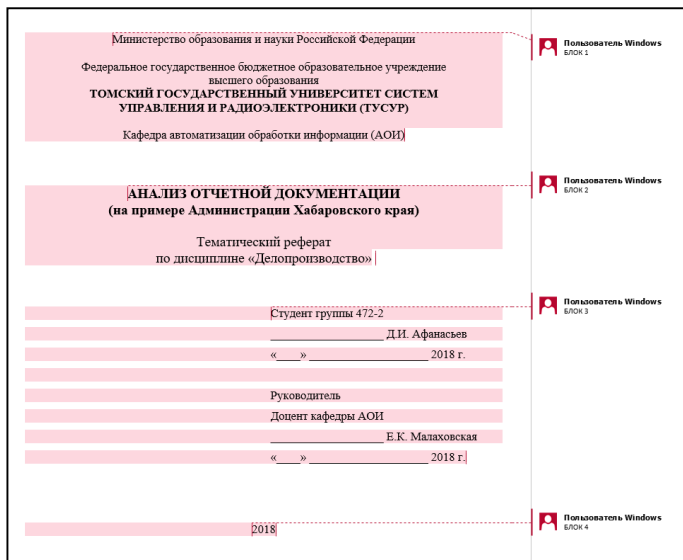 Министерство образования и науки Российской Федерации
Пользователь Windows
БЛОК 1
Федеральное государственное бюджетное образовательное учреждение
высшего образования
ТОМСКИЙ ГОСУДАРСТВЕННЫЙ УНИВЕРСИТЕТ СИСТЕМ
УПРАВЛЕНИЯ И РАДИОЭЛЕКТРОНИКИ (ТУСУР)
Кафедра автоматизации обработки информации (АОИ)
Пользователь Windows
БЛОК 2
АНАЛИЗ ОТЧЕТНОЙ ДОКУМЕНТАЦИИ
(на примере Администрации Хабаровского края)
Тематический реферат
по дисциплине «Делопроизводство»
Пользователь Windows
БЛОК 3
Студент группы 472-2
___________________ Д.И. Афанасьев
«____» ____________________ 2018 г.
Руководитель
Доцент кафедры АОИ
___________________ Е.К. Малаховская
«____» ____________________ 2018 г.
Пользователь Windows
БЛОК 4
2018